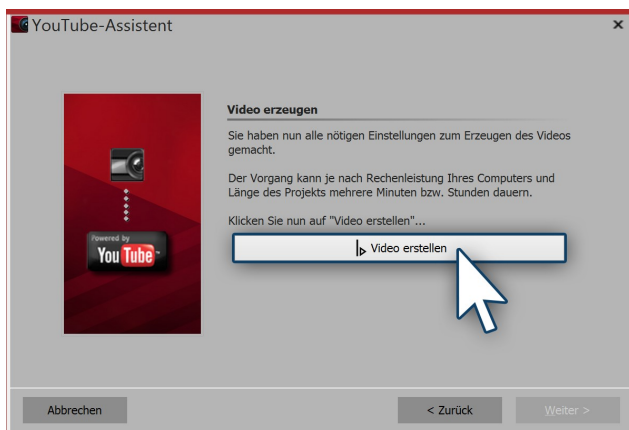 YouTube-Assistent
Video erzeugen
Sie haben nun alle nötigen Einstellungen zum Erzeugen des Videos
gemacht.
Der Vorgang kann je nach Rechenleistung Ihres Computers und
Länge des Projekts mehrere Minuten bzw. Stunden dauern.
Klicken Sie nun auf "Video erstellen"...
Powered by
YouTube
Video erstellen
Abbrechen
< Zurück
Weiter >